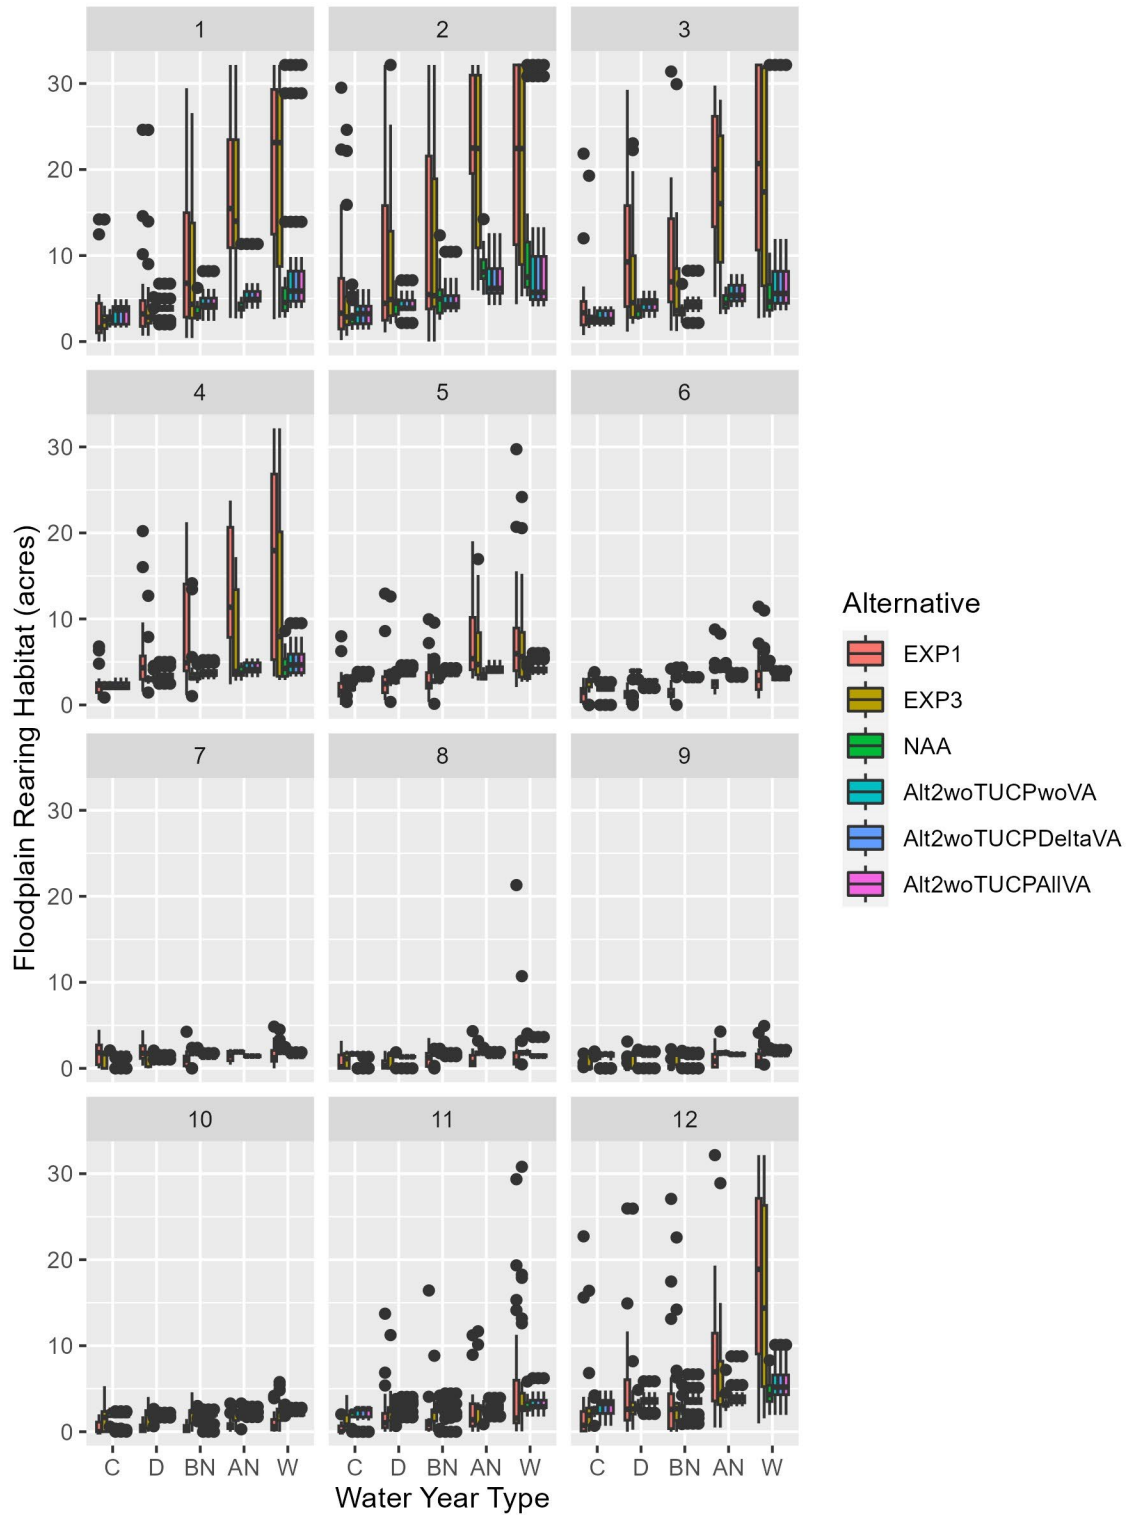 1 2 3
30
20
10
0
4 5 6
30
20
10
0
7 8 9
30
20
10
0
10 11 12
30
20
10
0
C D BN AN W C D BN AN W C D BN AN W
Water Year Type
Floodplain Rearing Habitat (acres)
Alternative
EXP1
EXP3
NAA
Alt2woTUCPwoVA
Alt2woTUCPDeltaVA
Alt2woTUCPAllVA